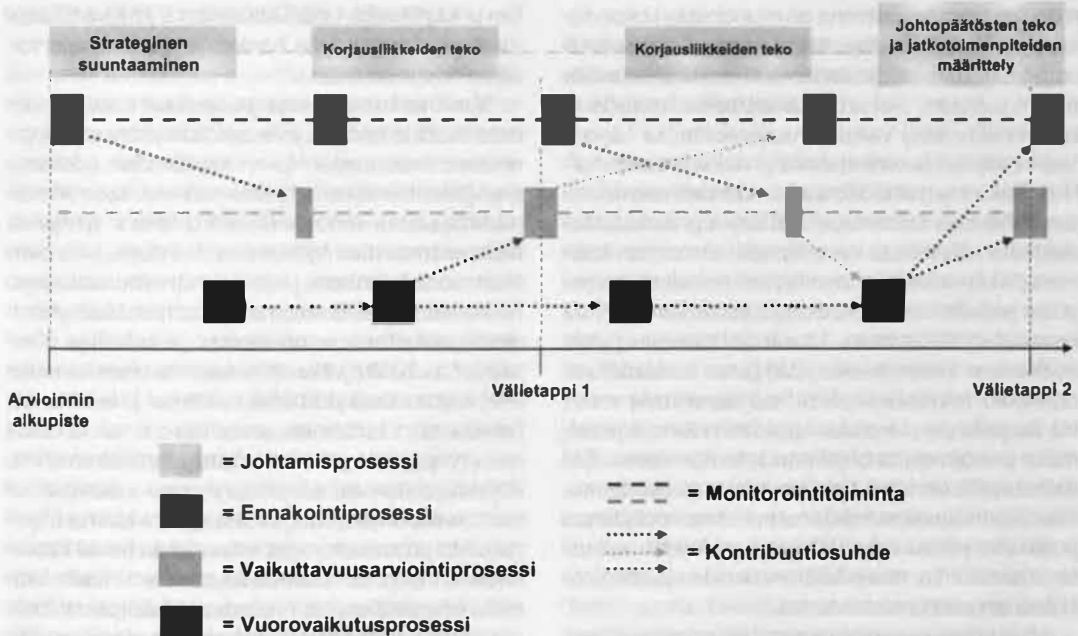 Strateginen
suuntaaminen
Korjausliikkeiden teko
Korjausliikkeiden teko
Johtopäätösten teko
ja jatkotoimenpiteiden
määrittely
Arvioinnin
alkupiste
Välietappi 1
Välietappi 2
= Johtamisprosessi
= Ennakointiprosessi
= Vaikuttavuusarviointiprosessi
= Vuorovaikutusprosessi
= Monitorointitoiminta
= Kontribuutiosuhde